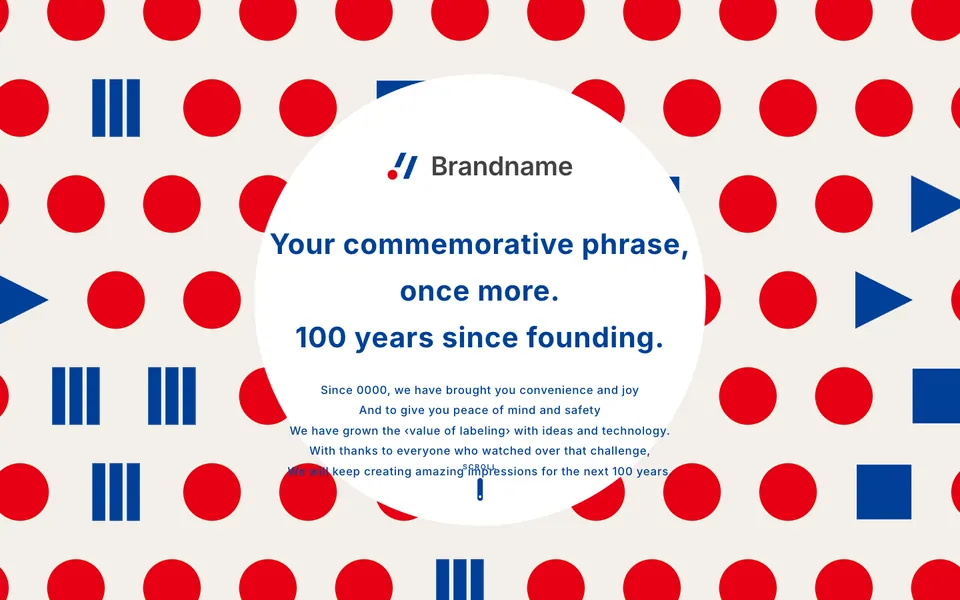 Brandname
Your commemorative phrase,
once more.
100 years since founding.
Since 0000, we have brought you convenience and joy
And to give you peace of mind and safety
We have grown the ‹value of labeling› with ideas and technology.
With thanks to everyone who watched over that challenge,
We will keep creating amazing impressions for the next 100 years.
SCROLL